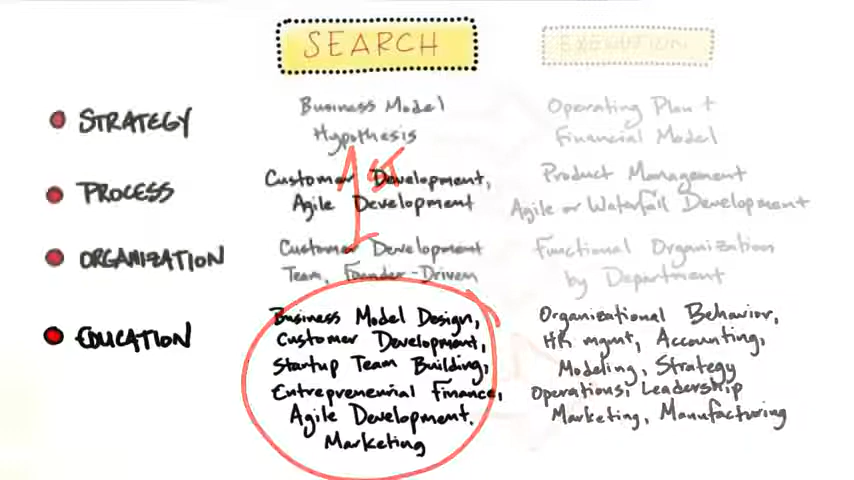 SEARCH
EXECUTION
STRATEGY
Business Model
Hypothesis
Operating Plan +
Financial Model
1ST
PROCESS
Customer Development,
Agile Development
Product Management
Agile or Waterfall Development
ORGANIZATION
Customer Development
Team, Founder-Driven
Functional Organization
by Department
EDUCATION
Business Model Design,
Customer Development,
Startup Team Building,
Entrepreneurial Finance,
Agile Development,
Marketing
Organizational Behavior,
HR mgmt, Accounting,
Modeling, Strategy
Operations, Leadership
Marketing, Manufacturing